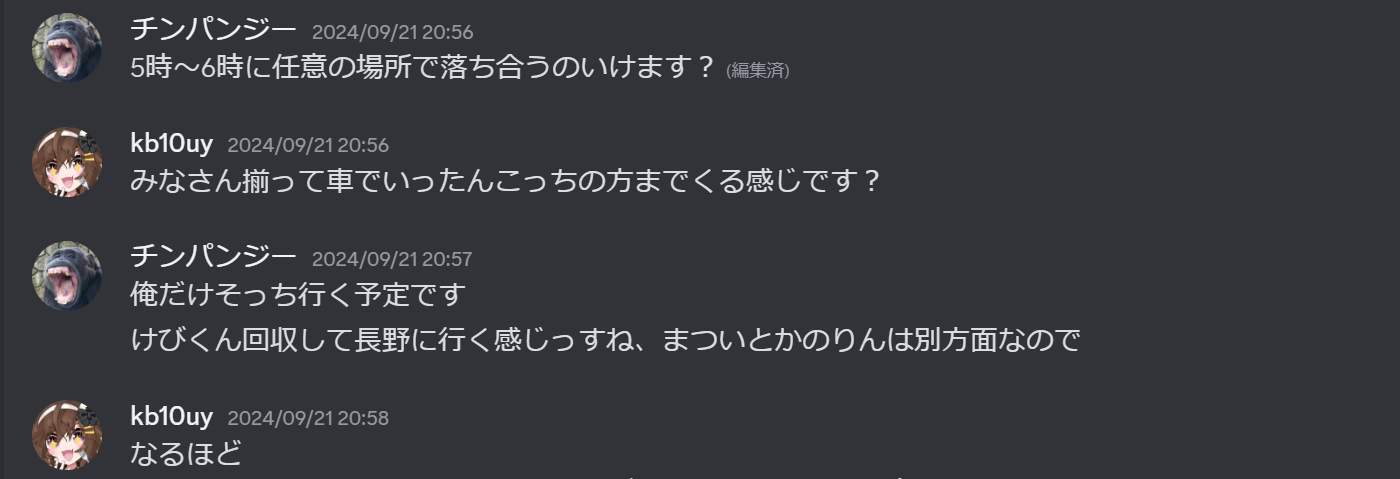 チンパンジー 2024/09/21 20:56
5時〜6時に任意の場所で落ち合うのいけます？ (編集済)
kb10uy 2024/09/21 20:56
みなさん揃って車でいったんこっちの方までくる感じです？
チンパンジー 2024/09/21 20:57
俺だけそっち行く予定です
けびくん回収して長野に行く感じっすね、まついとかのりんは別方面なので
kb10uy 2024/09/21 20:58
なるほど